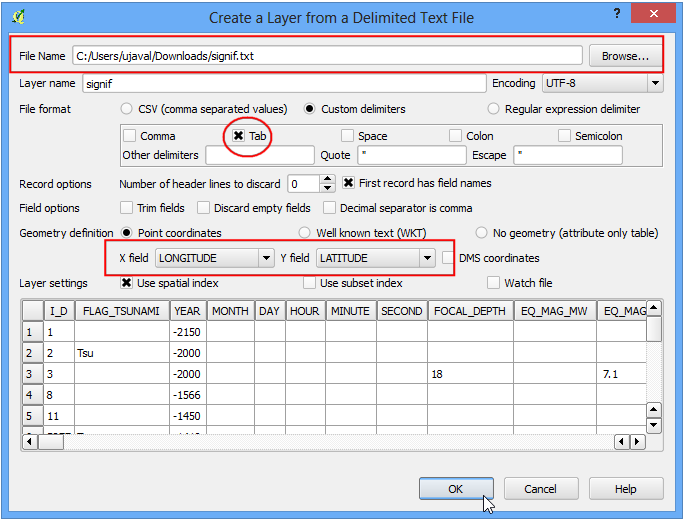 Create a Layer from a Delimited Text File
File Name C:/Users/ujaval/Downloads/signif.txt Browse...
Layer name signif Encoding UTF-8
File format CSV (comma separated values) Custom delimiters Regular expression delimiter
Comma Tab Space Colon Semicolon
Other delimiters Quote " Escape "
Record options Number of header lines to discard 0 First record has field names
Field options Trim fields Discard empty fields Decimal separator is comma
Geometry definition Point coordinates Well known text (WKT) No geometry (attribute only table)
X field LONGITUDE Y field LATITUDE DMS coordinates
Layer settings Use spatial index Use subset index Watch file
I_D FLAG_TSUNAMI YEAR MONTH DAY HOUR MINUTE SECOND FOCAL_DEPTH EQ_MAG_MW EQ_MAG
1 1 -2150
2 2 Tsu -2000
3 3 -2000 18 7.1
4 8 -1566
5 11 -1450
OK Cancel Help